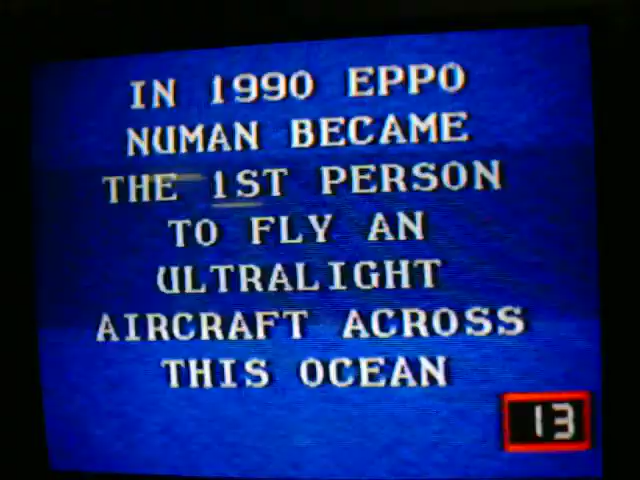 IN 1990 EPPO
NUMAN BECAME
THE 1ST PERSON
TO FLY AN
ULTRALIGHT
AIRCRAFT ACROSS
THIS OCEAN
13